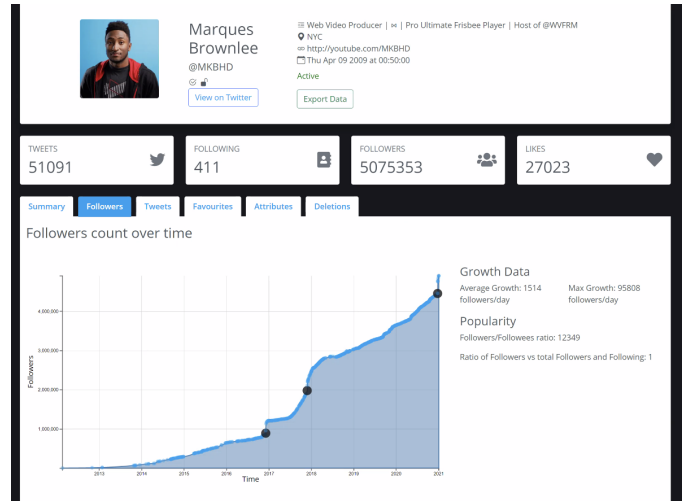 Marques
Brownlee
@MKBHD
View on Twitter
Web Video Producer | ∞ | Pro Ultimate Frisbee Player | Host of @WVFRM
NYC
http://youtube.com/MKBHD
Thu Apr 09 2009 at 00:50:00
Active
Export Data
TWEETS
51091
FOLLOWING
411
FOLLOWERS
5075353
LIKES
27023
Summary Followers Tweets Favourites Attributes Deletions
Followers count over time
4,000,000
3,000,000
2,000,000
1,000,000
Followers
2013 2014 2015 2016 2017 2018 2019 2020 2021
Time
Growth Data
Average Growth: 1514 Max Growth: 95808
followers/day followers/day
Popularity
Followers/Followees ratio: 12349
Ratio of Followers vs total Followers and Following: 1